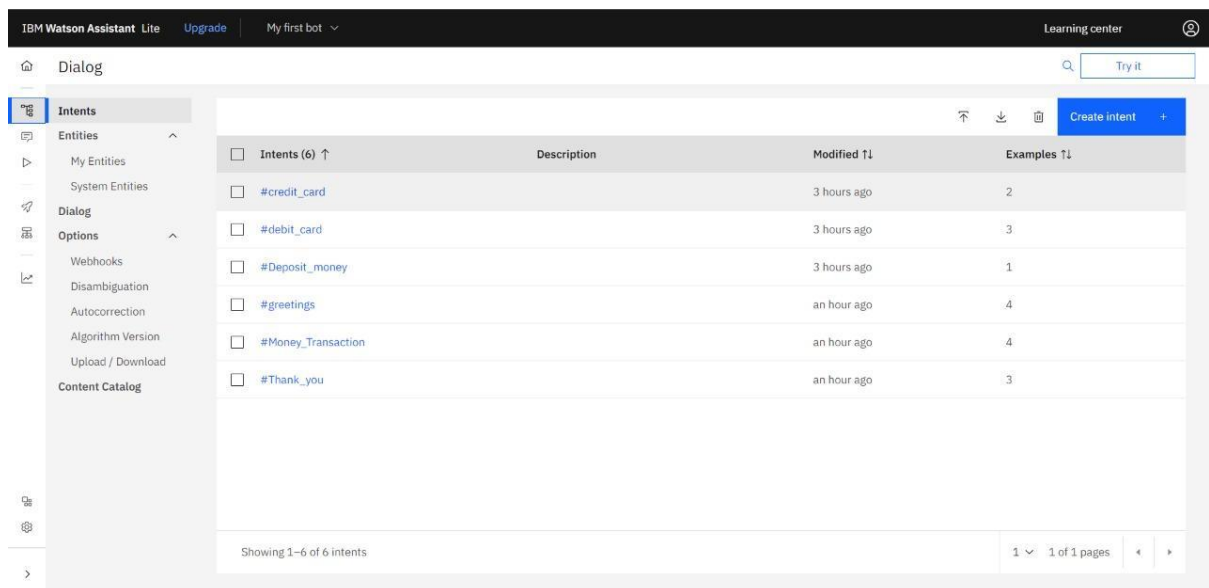 IBM Watson Assistant Lite Upgrade My first bot Learning center
Dialog Try it
Intents
Entities
My Entities
System Entities
Dialog
Options
Webhooks
Disambiguation
Autocorrection
Algorithm Version
Upload / Download
Content Catalog
Create intent +
Intents (6) ↑ Description Modified ↑↓ Examples ↑↓
#credit_card 3 hours ago 2
#debit_card 3 hours ago 3
#Deposit_money 3 hours ago 1
#greetings an hour ago 4
#Money_Transaction an hour ago 4
#Thank_you an hour ago 3
Showing 1–6 of 6 intents 1 1 of 1 pages